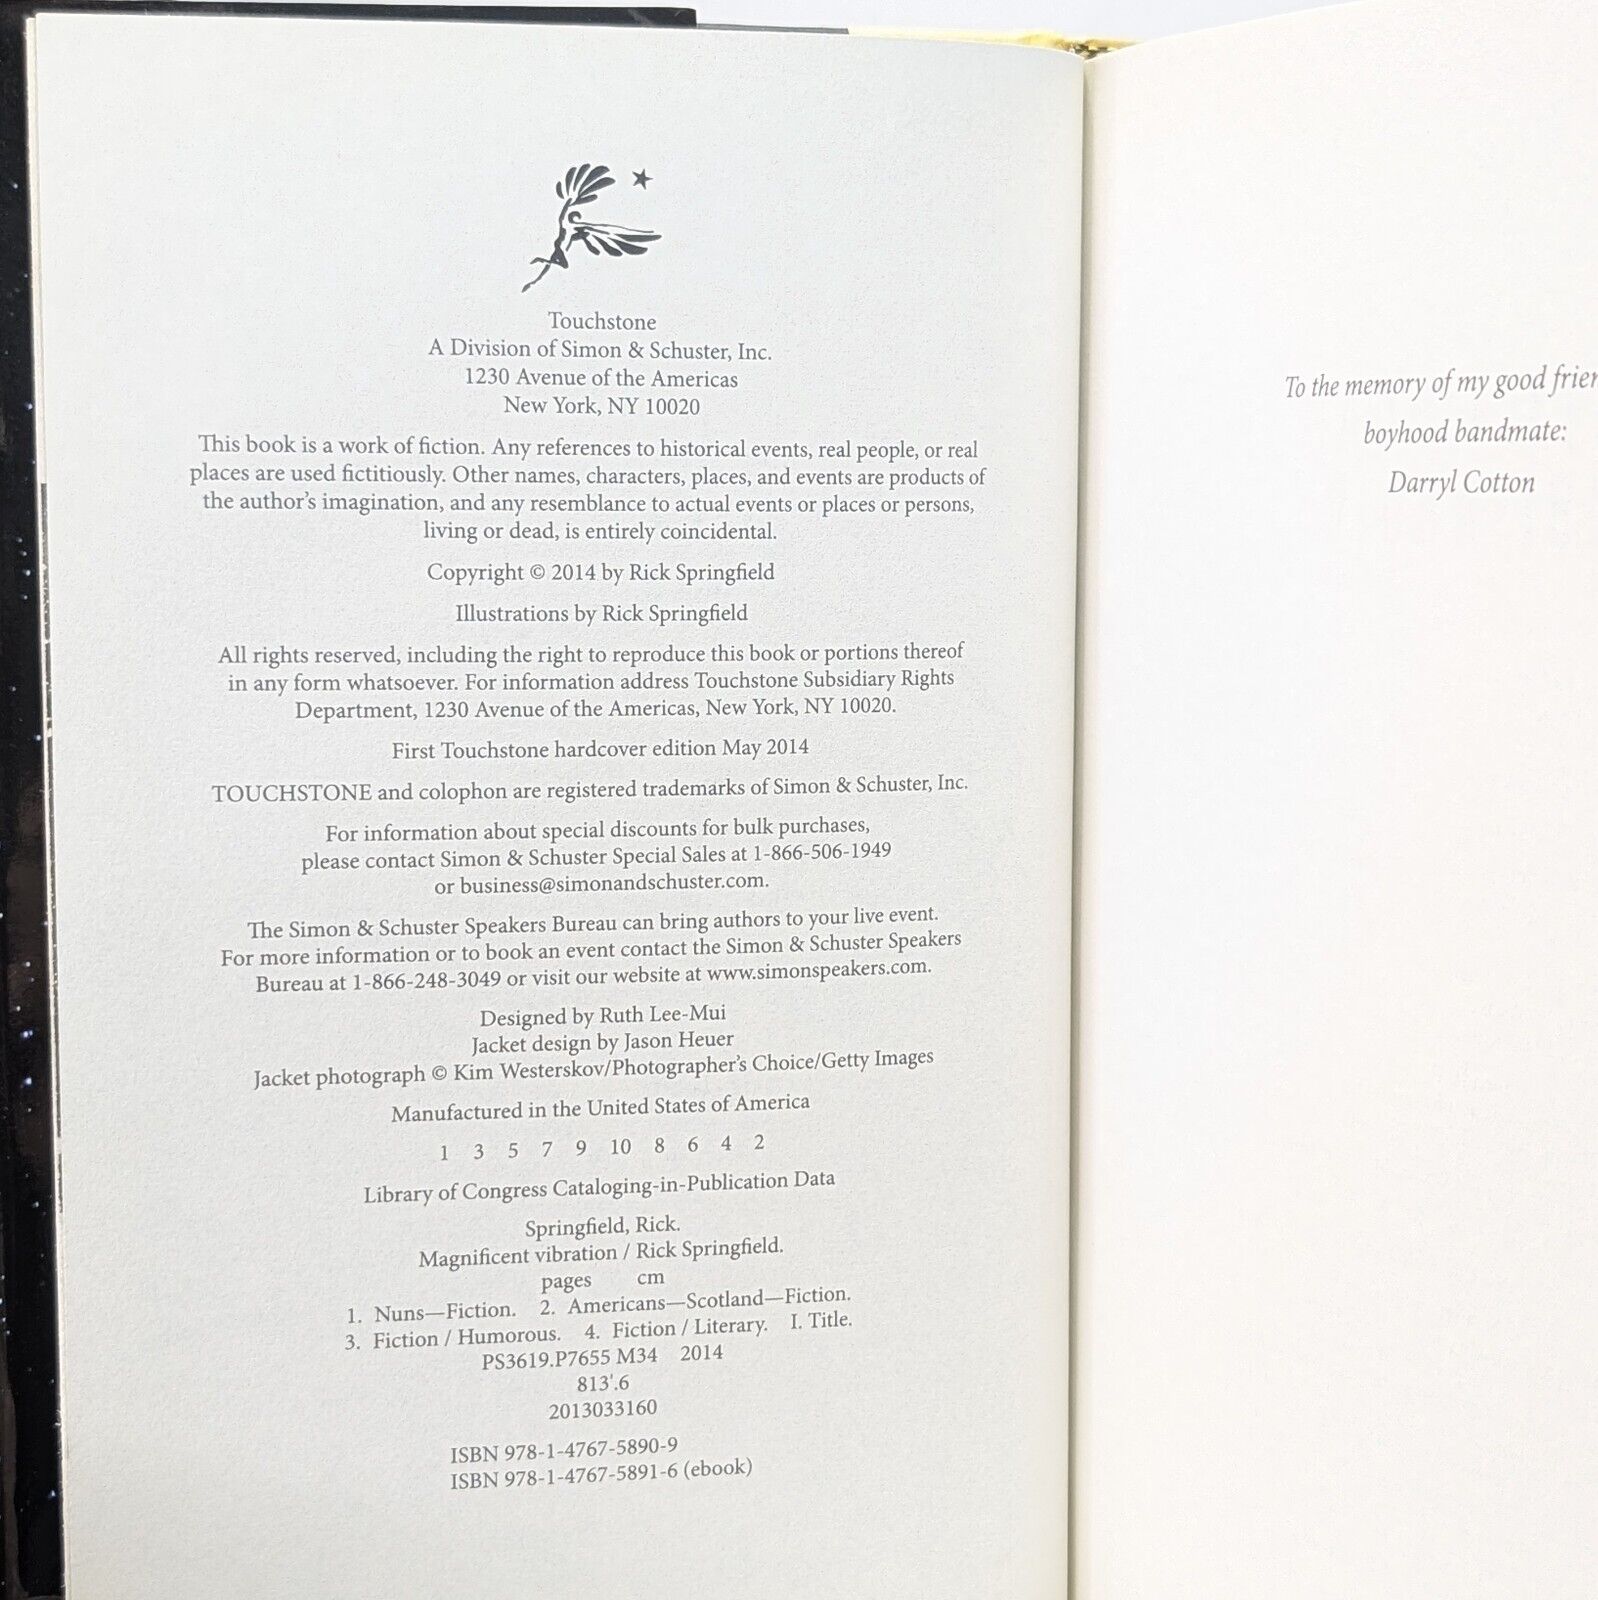 Touchstone
A Division of Simon & Schuster, Inc.
1230 Avenue of the Americas
New York, NY 10020
This book is a work of fiction. Any references to historical events, real people, or real
places are used fictitiously. Other names, characters, places, and events are products of
the author's imagination, and any resemblance to actual events or places or persons,
living or dead, is entirely coincidental.
Copyright © 2014 by Rick Springfield
Illustrations by Rick Springfield
All rights reserved, including the right to reproduce this book or portions thereof
in any form whatsoever. For information address Touchstone Subsidiary Rights
Department, 1230 Avenue of the Americas, New York, NY 10020.
First Touchstone hardcover edition May 2014
TOUCHSTONE and colophon are registered trademarks of Simon & Schuster, Inc.
For information about special discounts for bulk purchases,
please contact Simon & Schuster Special Sales at 1-866-506-1949
or business@simonandschuster.com.
The Simon & Schuster Speakers Bureau can bring authors to your live event.
For more information or to book an event contact the Simon & Schuster Speakers
Bureau at 1-866-248-3049 or visit our website at www.simonspeakers.com.
Designed by Ruth Lee-Mui
Jacket design by Jason Heuer
Jacket photograph © Kim Westerskov/Photographer's Choice/Getty Images
Manufactured in the United States of America
1 3 5 7 9 10 8 6 4 2
Library of Congress Cataloging-in-Publication Data
Springfield, Rick.
Magnificent vibration / Rick Springfield.
pages cm
1. Nuns—Fiction. 2. Americans—Scotland—Fiction.
3. Fiction / Humorous. 4. Fiction / Literary. I. Title.
PS3619.P7655 M34 2014
813'.6
2013033160
ISBN 978-1-4767-5890-9
ISBN 978-1-4767-5891-6 (ebook)
To the memory of my good
boyhood bandmate:
Darryl Cotton